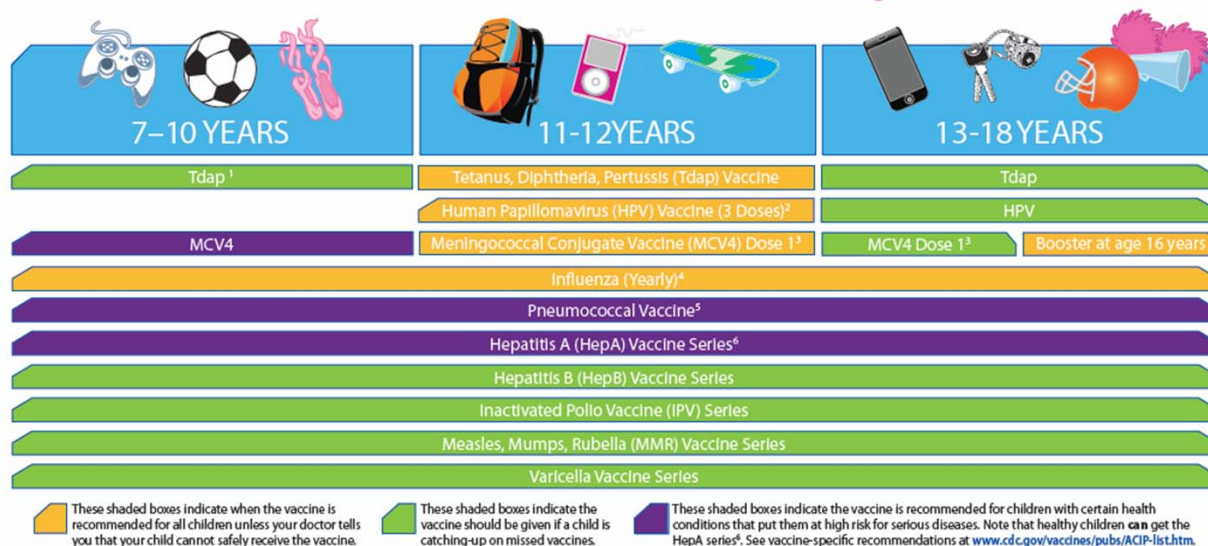 7–10 YEARS
11-12YEARS
13-18 YEARS
Tdap ¹
Tetanus, Diphtheria, Pertussis (Tdap) Vaccine
Tdap
Human Papillomavirus (HPV) Vaccine (3 Doses)²
HPV
MCV4
Meningococcal Conjugate Vaccine (MCV4) Dose 1³
MCV4 Dose 1³
Booster at age 16 years
Influenza (Yearly)⁴
Pneumococcal Vaccine⁵
Hepatitis A (HepA) Vaccine Series⁶
Hepatitis B (HepB) Vaccine Series
Inactivated Polio Vaccine (IPV) Series
Measles, Mumps, Rubella (MMR) Vaccine Series
Varicella Vaccine Series
These shaded boxes indicate when the vaccine is
recommended for all children unless your doctor tells
you that your child cannot safely receive the vaccine.
These shaded boxes indicate the
vaccine should be given if a child is
catching-up on missed vaccines.
These shaded boxes indicate the vaccine is recommended for children with certain health
conditions that put them at high risk for serious diseases. Note that healthy children can get the
HepA series⁶. See vaccine-specific recommendations at www.cdc.gov/vaccines/pubs/ACIP-list.htm.